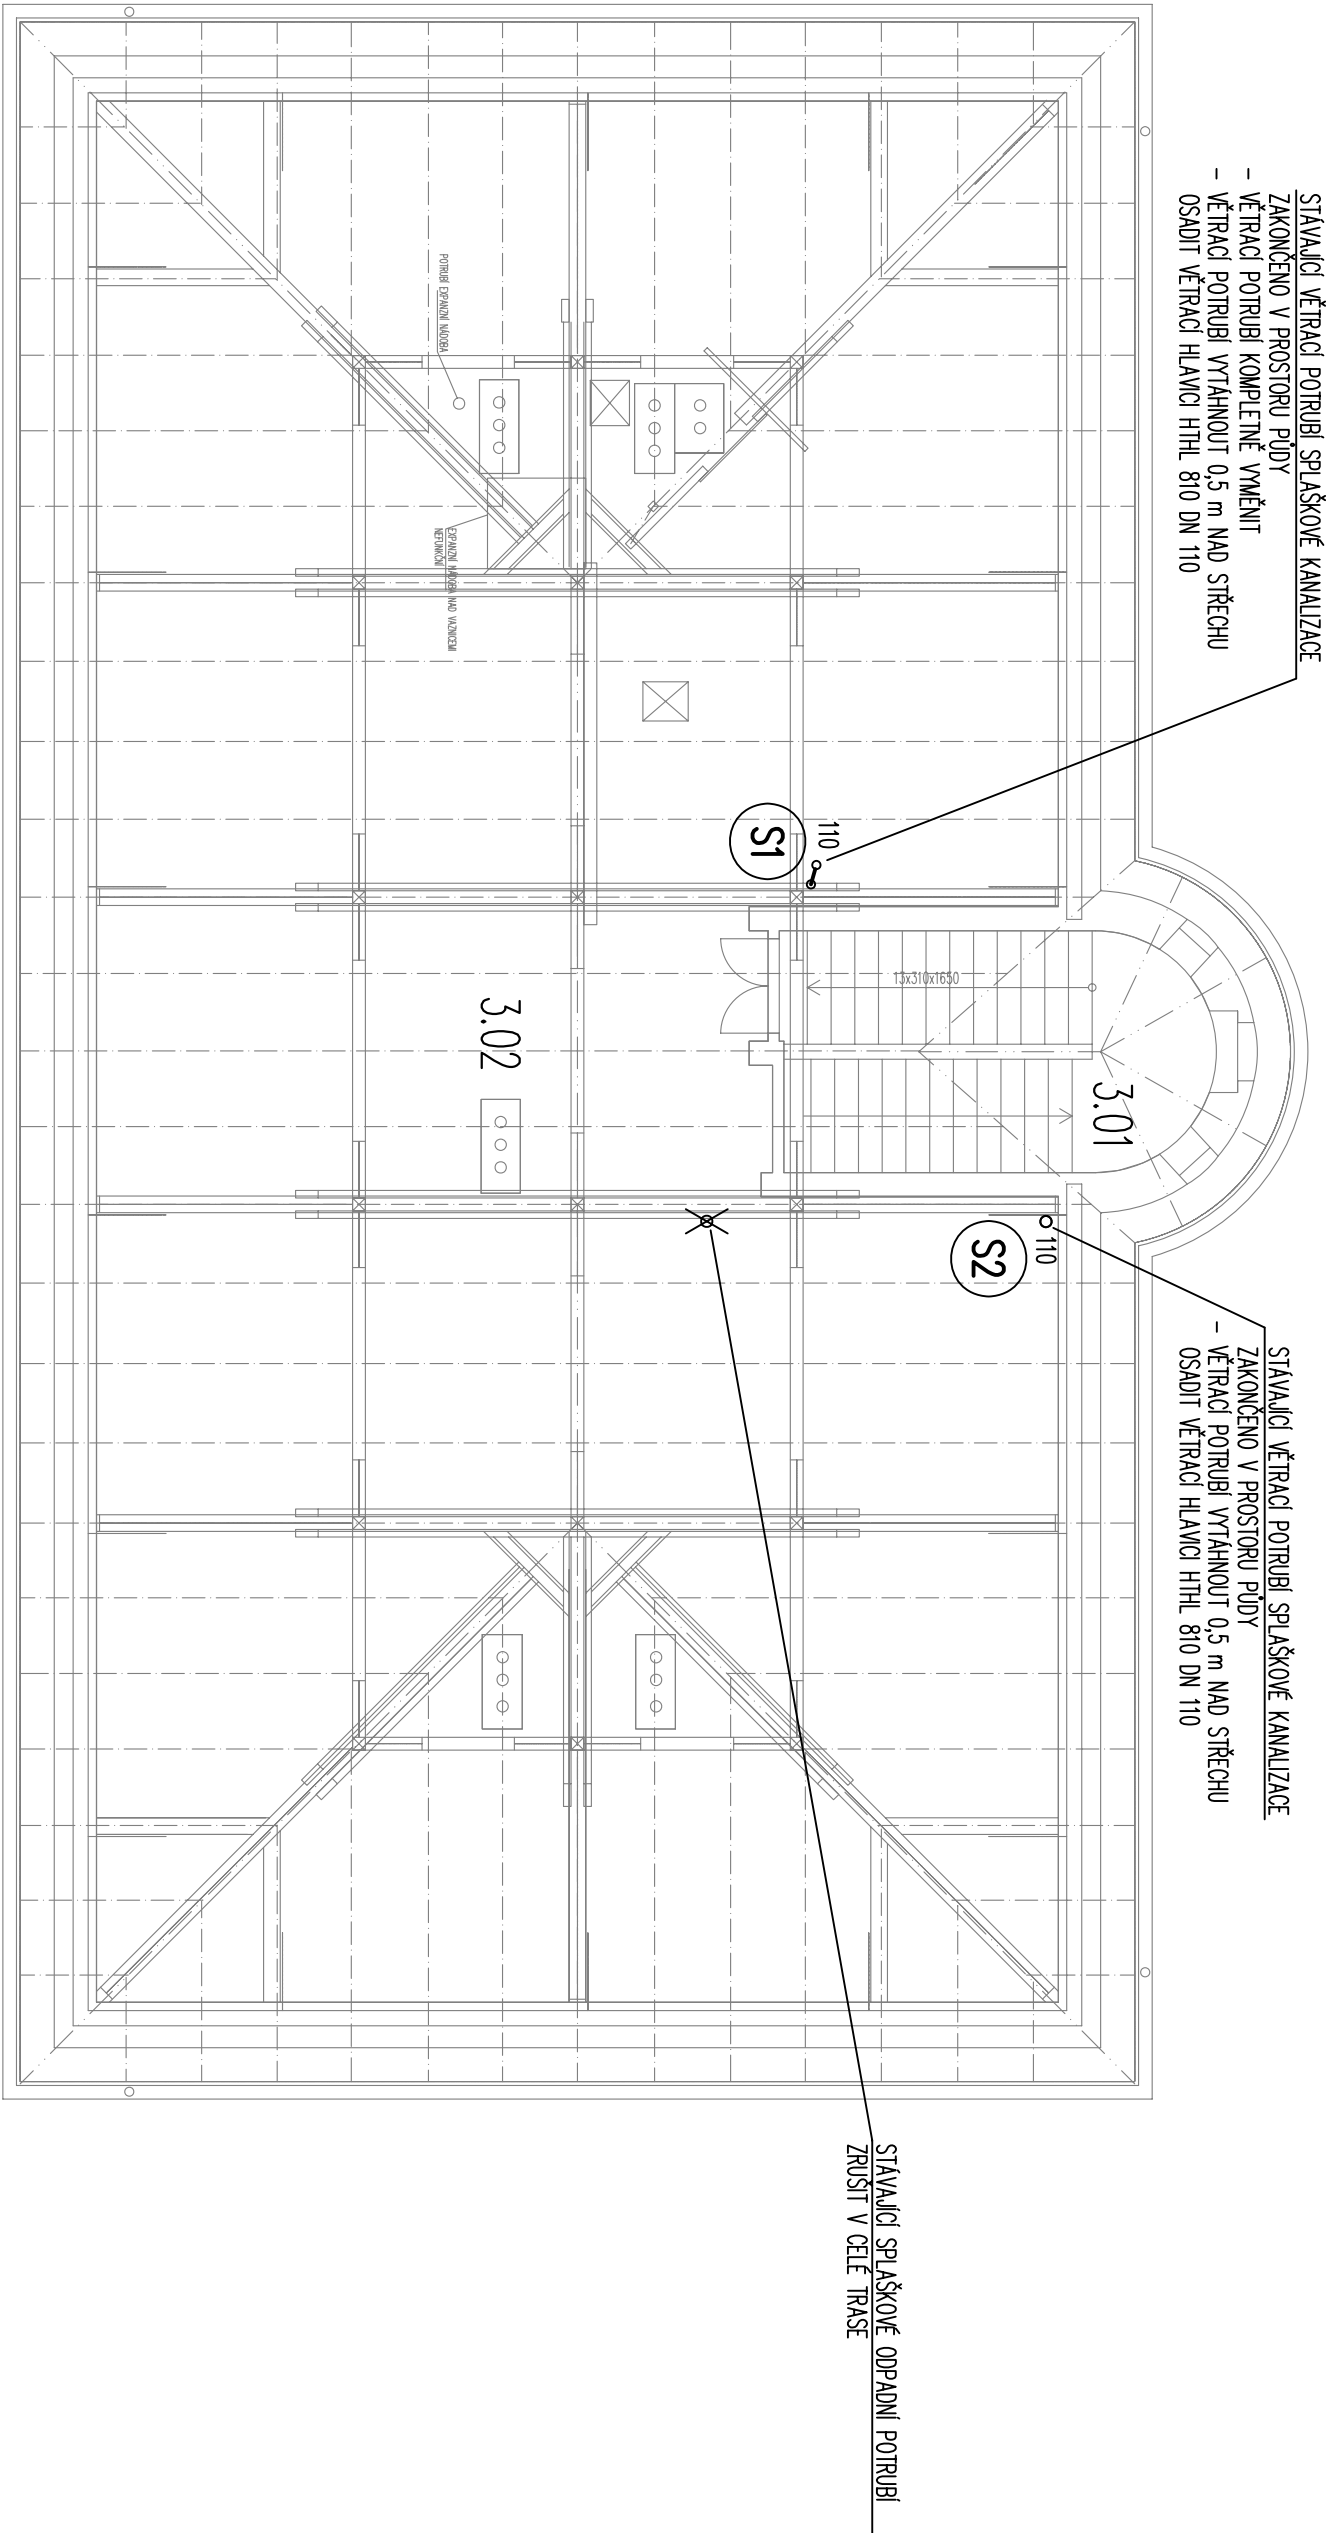 STÁVAJÍCÍ VĚTRACÍ POTRUBÍ SPLAŠKOVÉ KANALIZACE
ZAKONČENO V PROSTORU PŮDY
- VĚTRACÍ POTRUBÍ KOMPLETNĚ VYMĚNIT
- VĚTRACÍ POTRUBÍ VYTÁHNOUT 0,5 m NAD STŘECHU
OSADIT VĚTRACÍ HLAVICI HTHL 810 DN 110
STÁVAJÍCÍ VĚTRACÍ POTRUBÍ SPLAŠKOVÉ KANALIZACE
ZAKONČENO V PROSTORU PŮDY
- VĚTRACÍ POTRUBÍ VYTÁHNOUT 0,5 m NAD STŘECHU
OSADIT VĚTRACÍ HLAVICI HTHL 810 DN 110
3.01
110
S2
13x310x1650
110
S1
STÁVAJÍCÍ SPLAŠKOVÉ ODPADNÍ POTRUBÍ
ZRUŠIT V CELÉ TRASE
3.02
POTRUBÍ EXPANZNÍ NÁDOBA
EXPANZNÍ NÁDOBA NAD VAZNICEMI
NEFUNKČNÍ